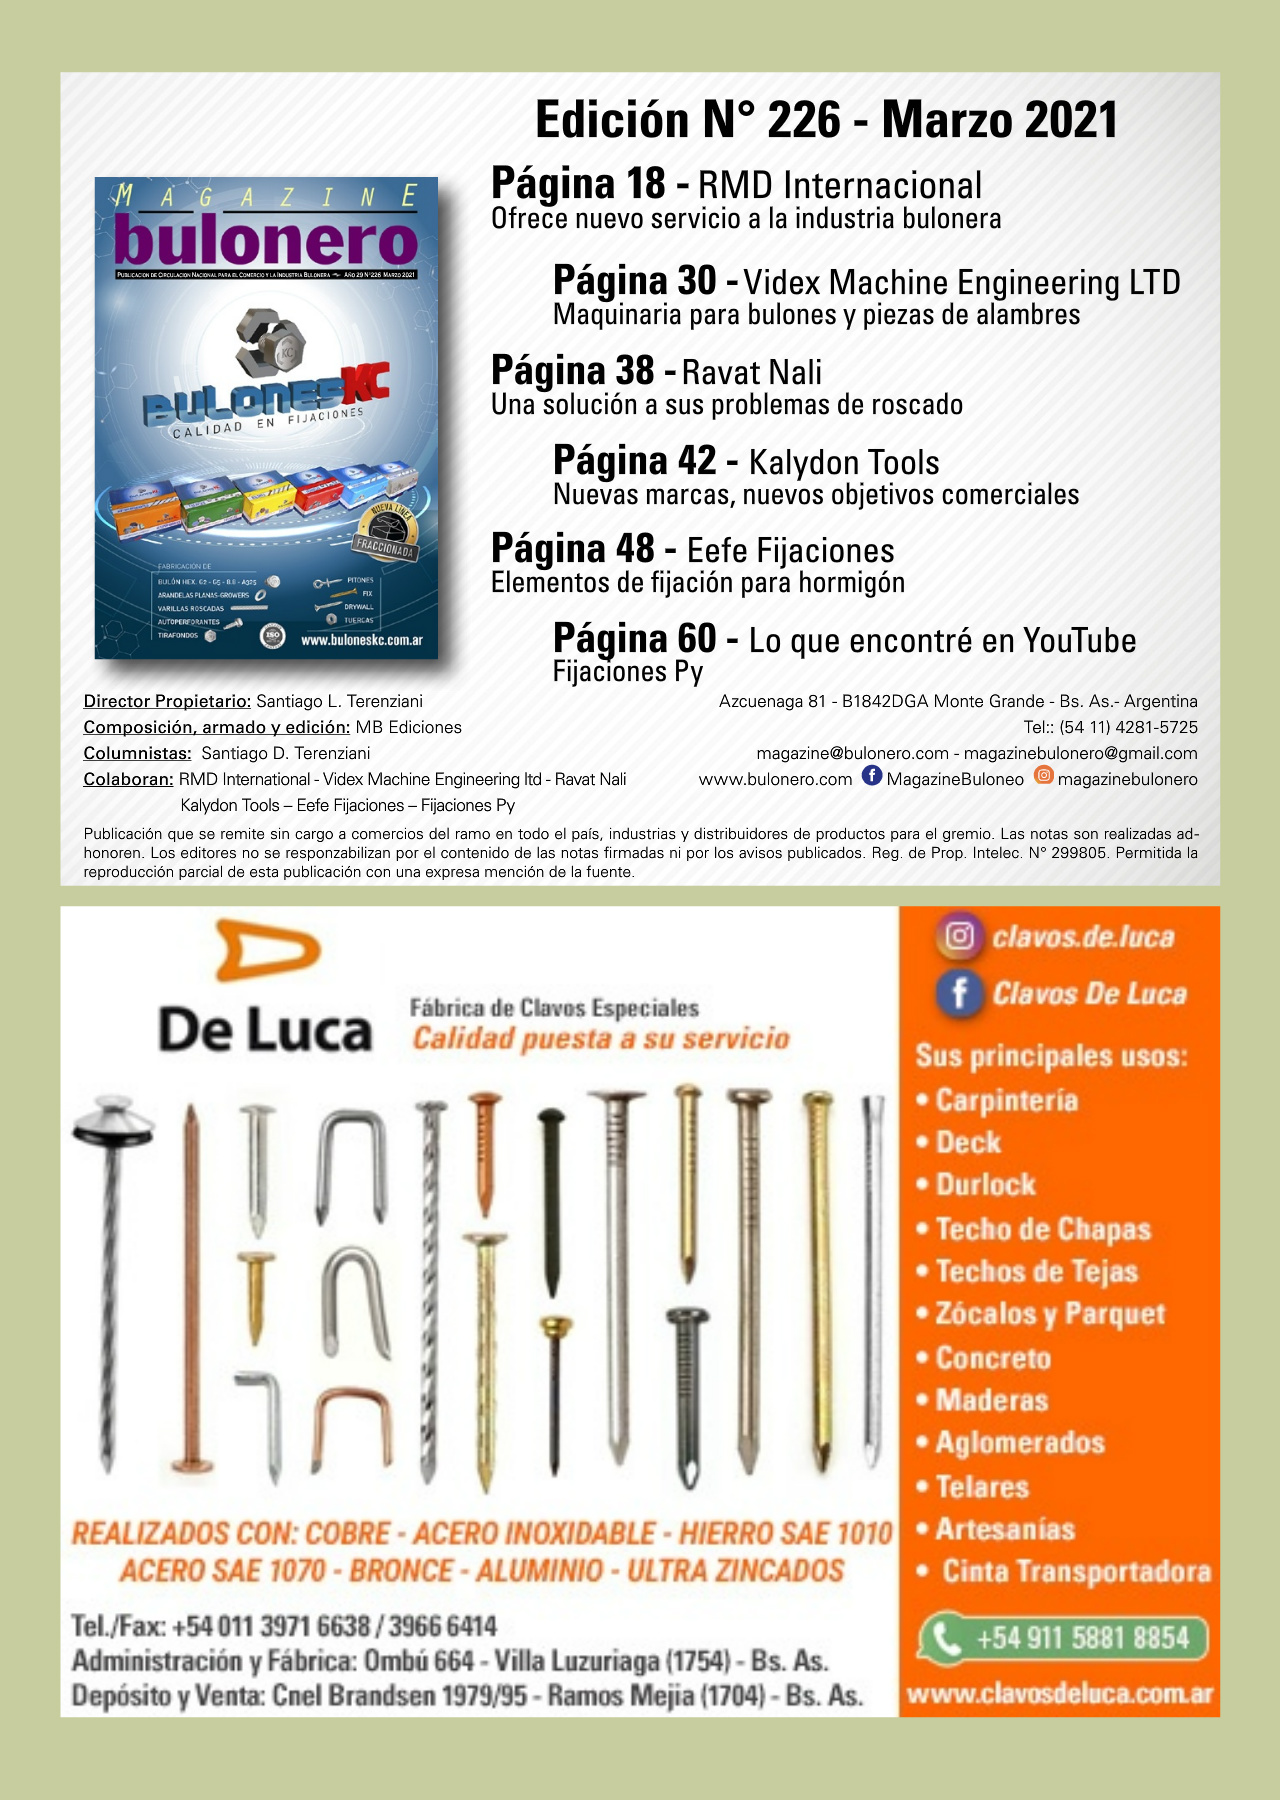 Edición N° 226 - Marzo 2021
MAGAZINE
bulonero
PUBLICACION DE CIRCULACION NACIONAL PARA EL COMERCIO Y LA INDUSTRIA BULONERA AÑO 29 N°226 MARZO 2021
KC
BULONESKC
CALIDAD EN FIJACIONES
NUEVA LÍNEA
FRACCIONADA
FABRICACIÓN DE
BULÓN HEX. G2 - G5 - 8.8 - A325
ARANDELAS PLANAS-GROWERS
VARILLAS ROSCADAS
AUTOPERFORANTES
TIRAFONDOS
PITONES
FIX
DRYWALL
TUERCAS
ISO
www.buloneskc.com.ar
Página 18 - RMD Internacional
Ofrece nuevo servicio a la industria bulonera
Página 30 - Videx Machine Engineering LTD
Maquinaria para bulones y piezas de alambres
Página 38 - Ravat Nali
Una solución a sus problemas de roscado
Página 42 - Kalydon Tools
Nuevas marcas, nuevos objetivos comerciales
Página 48 - Eefe Fijaciones
Elementos de fijación para hormigón
Página 60 - Lo que encontré en YouTube
Fijaciones Py
Director Propietario: Santiago L. Terenziani
Composición, armado y edición: MB Ediciones
Columnistas: Santiago D. Terenziani
Colaboran: RMD International - Videx Machine Engineering ltd - Ravat Nali
Kalydon Tools – Eefe Fijaciones – Fijaciones Py
Azcuenaga 81 - B1842DGA Monte Grande - Bs. As.- Argentina
Tel:: (54 11) 4281-5725
magazine@bulonero.com - magazinebulonero@gmail.com
www.bulonero.com MagazineBuloneo magazinebulonero
Publicación que se remite sin cargo a comercios del ramo en todo el país, industrias y distribuidores de productos para el gremio. Las notas son realizadas ad-
honoren. Los editores no se responzabilizan por el contenido de las notas firmadas ni por los avisos publicados. Reg. de Prop. Intelec. N° 299805. Permitida la
reproducción parcial de esta publicación con una expresa mención de la fuente.
De Luca
Fábrica de Clavos Especiales
Calidad puesta a su servicio
REALIZADOS CON: COBRE - ACERO INOXIDABLE - HIERRO SAE 1010
ACERO SAE 1070 - BRONCE - ALUMINIO - ULTRA ZINCADOS
Tel./Fax: +54 011 3971 6638 / 3966 6414
Administración y Fábrica: Ombú 664 - Villa Luzuriaga (1754) - Bs. As.
Depósito y Venta: Cnel Brandsen 1979/95 - Ramos Mejia (1704) - Bs. As.
clavos.de.luca
Clavos De Luca
Sus principales usos:
• Carpintería
• Deck
• Durlock
• Techo de Chapas
• Techos de Tejas
• Zócalos y Parquet
• Concreto
• Maderas
• Aglomerados
• Telares
• Artesanías
• Cinta Transportadora
+54 911 5881 8854
www.clavosdeluca.com.ar